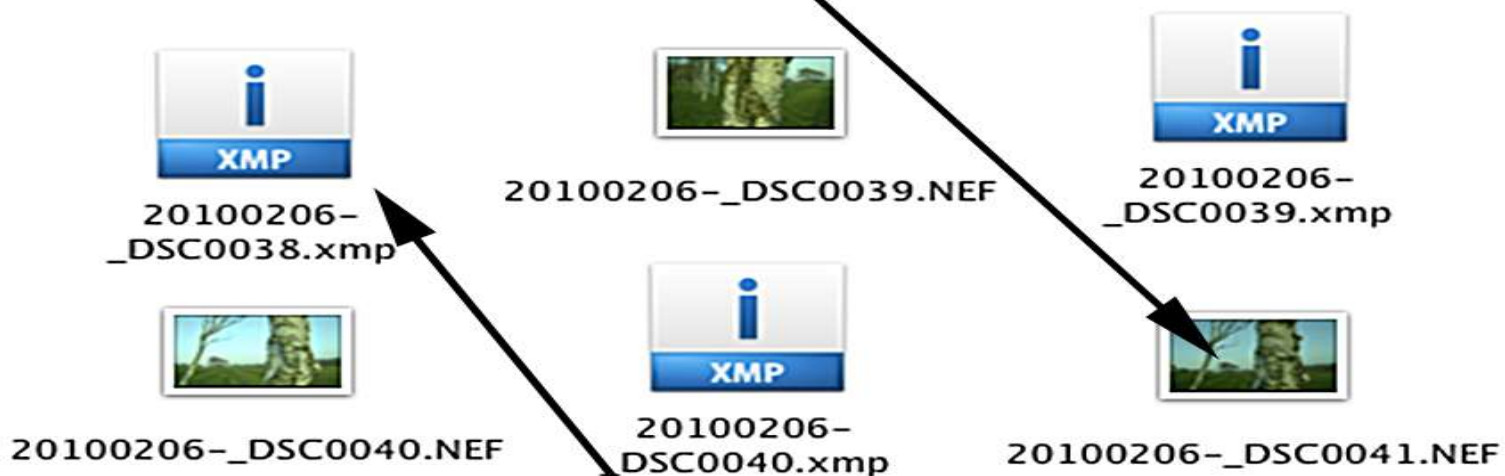 XMP
20100206-
_DSC0038.xmp
20100206-_DSC0039.NEF
XMP
20100206-
_DSC0039.xmp
20100206-_DSC0040.NEF
XMP
20100206-
_DSC0040.xmp
20100206-_DSC0041.NEF